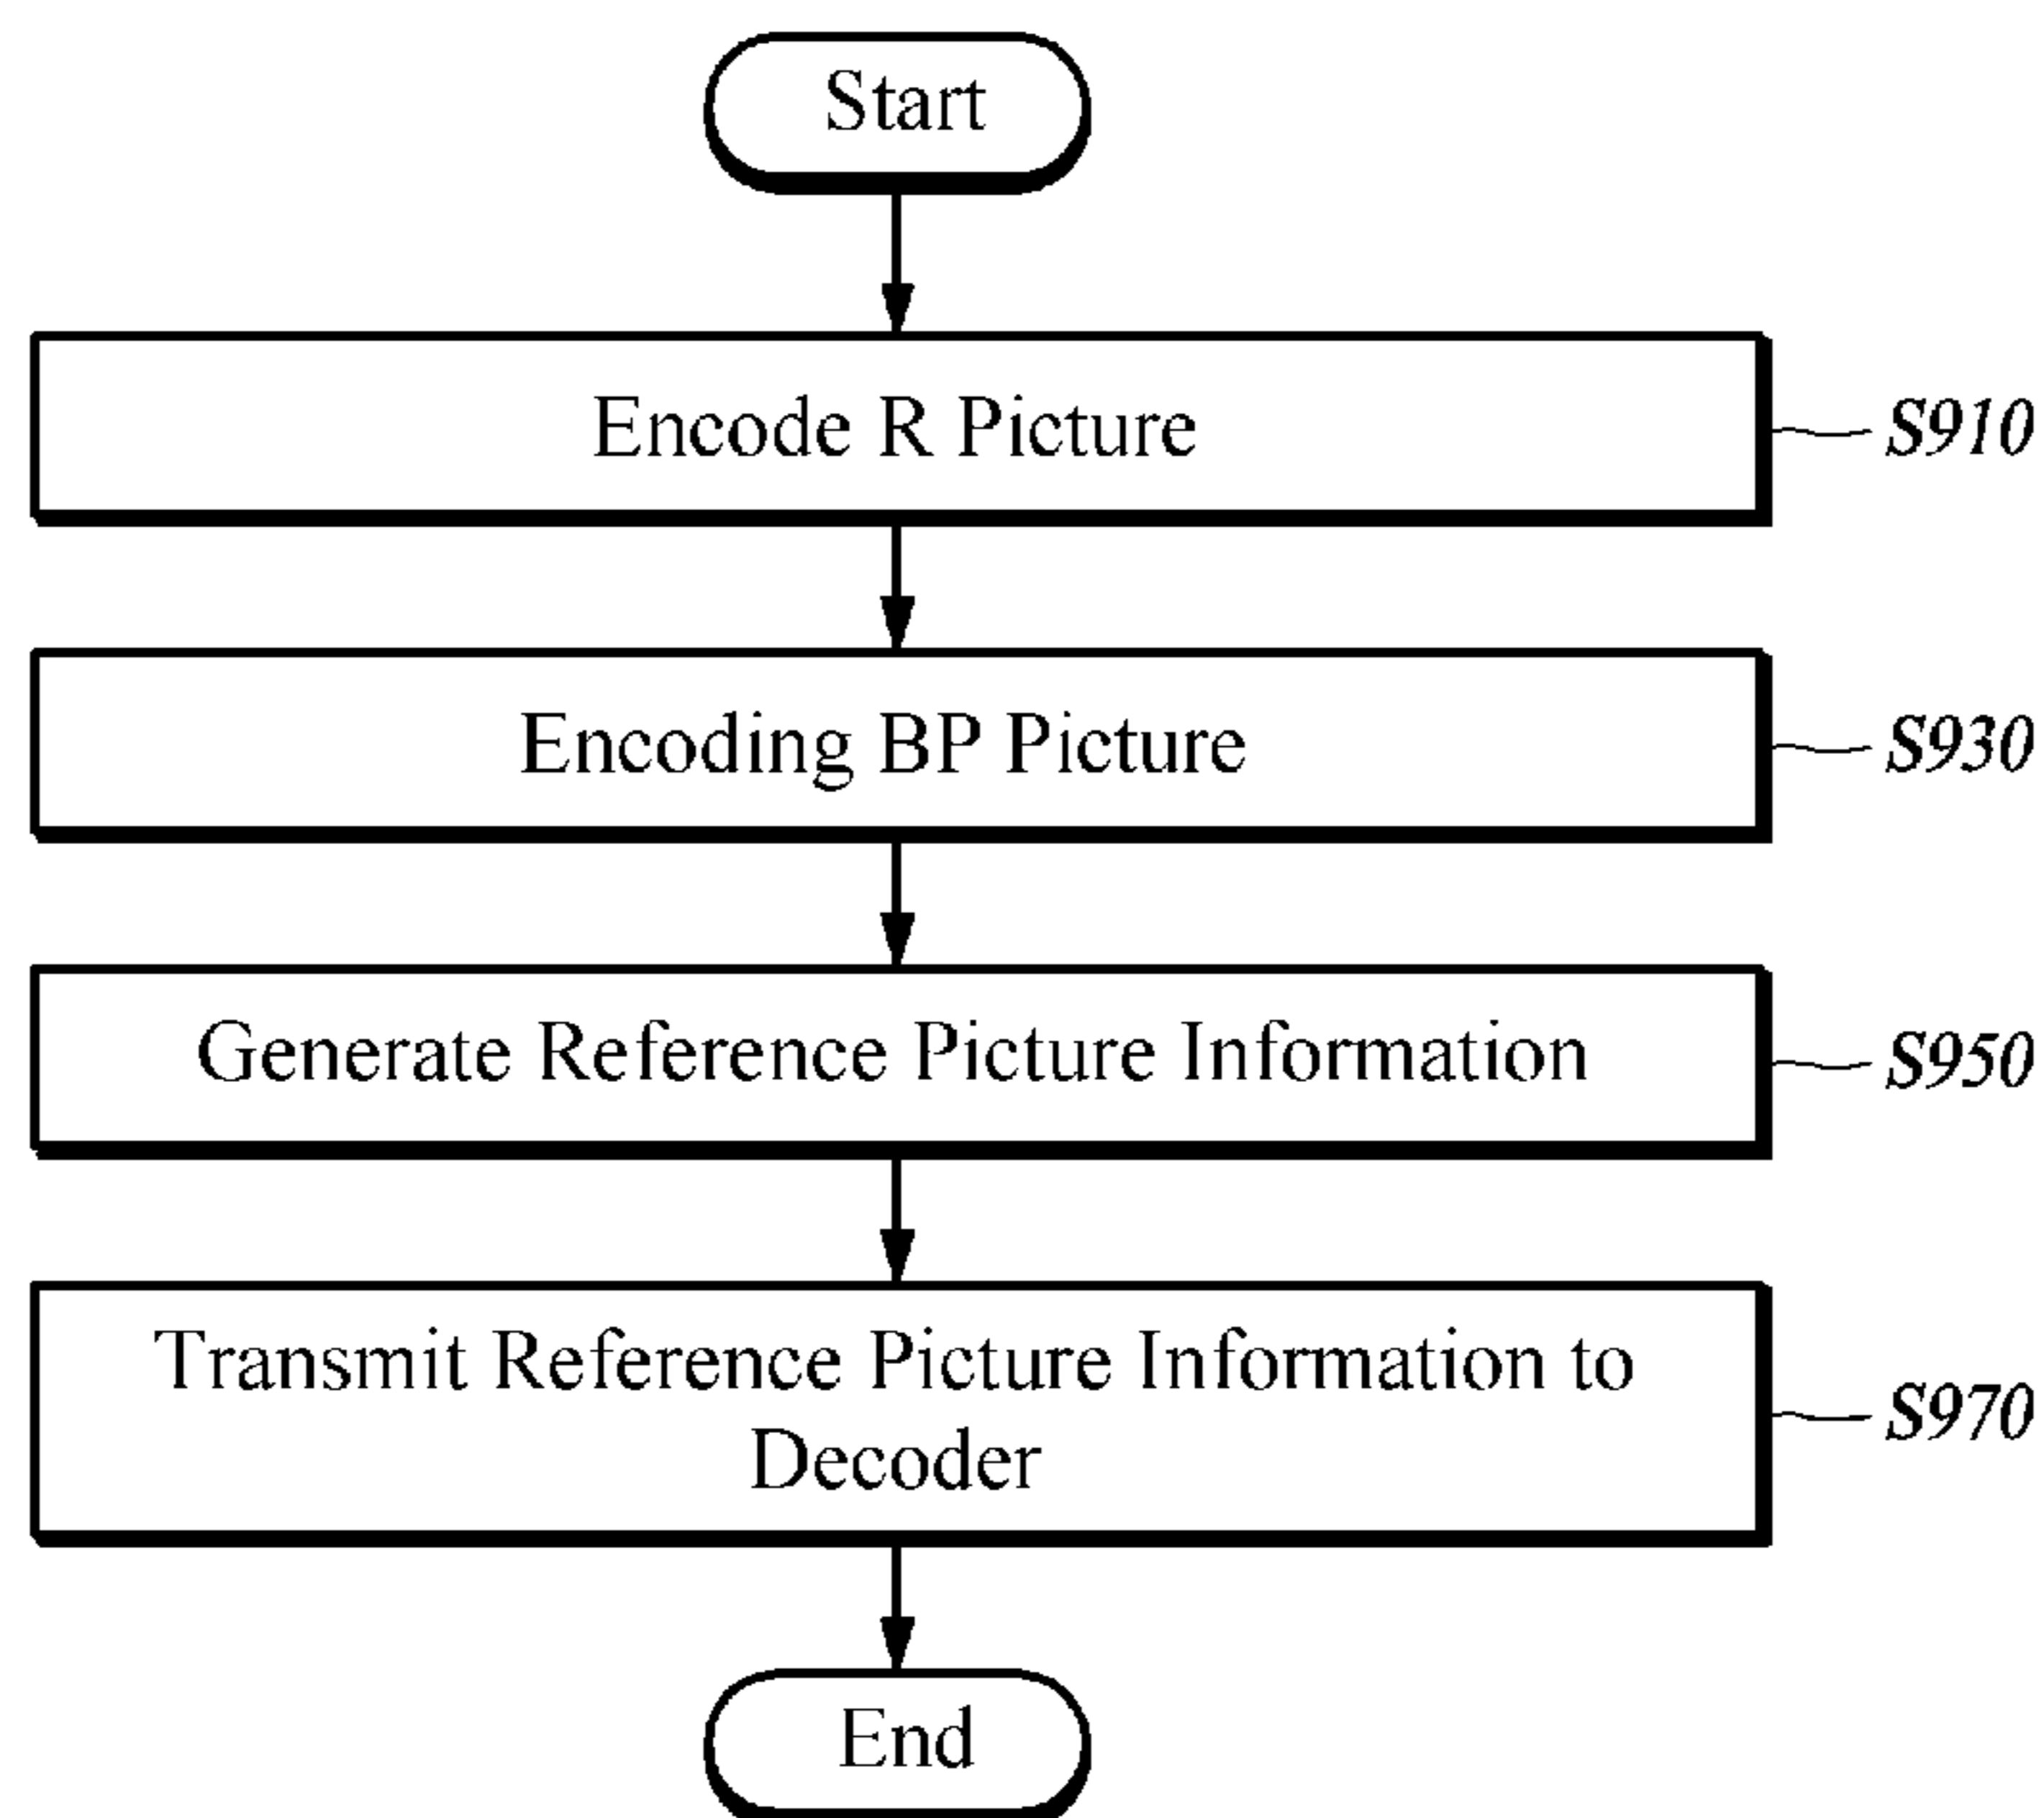 Start
Encode R Picture
S910
Encoding BP Picture
S930
Generate Reference Picture Information
S950
Transmit Reference Picture Information to
Decoder
S970
End